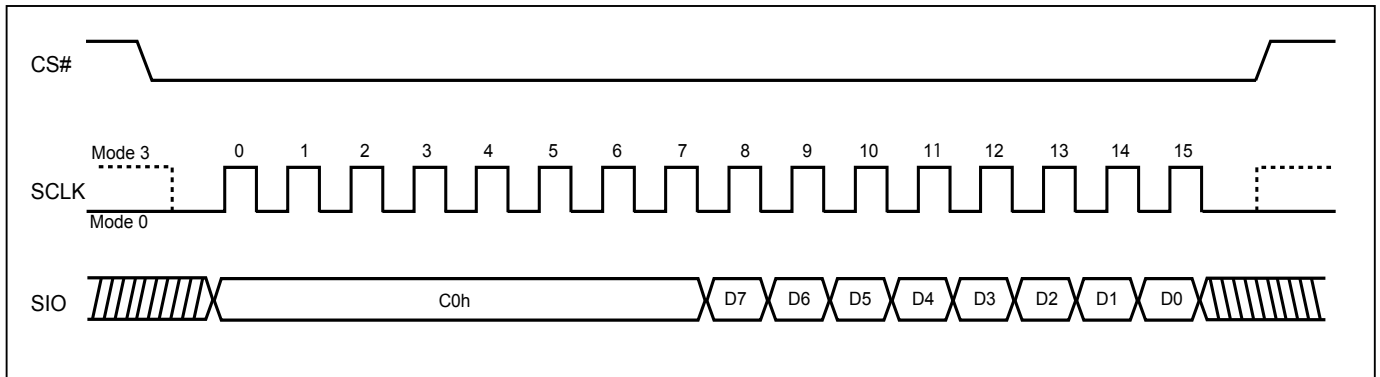 CS#
Mode 3
0 1 2 3 4 5 6 7 8 9 10 11 12 13 14 15
SCLK
Mode 0
SIO
C0h
D7 D6 D5 D4 D3 D2 D1 D0